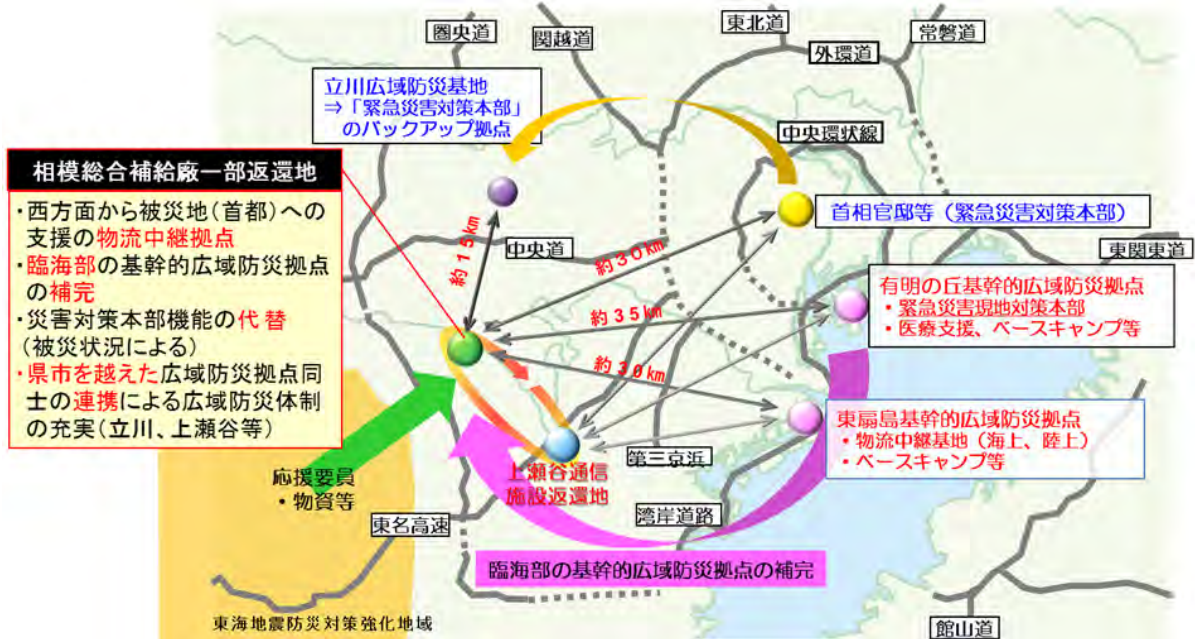 圏央道
関越道
東北道
常磐道
外環道
立川広域防災基地
⇒「緊急災害対策本部」
のバックアップ拠点
中央環状線
相模総合補給廠一部返還地
・西方面から被災地(首都)への
支援の物流中継拠点
・臨海部の基幹的広域防災拠点
の補完
・災害対策本部機能の代替
(被災状況による)
・県市を越えた広域防災拠点同
士の連携による広域防災体制
の充実(立川、上瀬谷等)
首相官邸等(緊急災害対策本部)
約15km
中央道
約30km
東関東道
有明の丘基幹的広域防災拠点
・緊急災害現地対策本部
・医療支援、ベースキャンプ等
約35km
約30km
東扇島基幹的広域防災拠点
・物流中継基地(海上、陸上)
・ベースキャンプ等
第三京浜
上瀬谷通信
施設返還地
応援要員
・物資等
湾岸道路
東名高速
臨海部の基幹的広域防災拠点の補完
東海地震防災対策強化地域
館山道